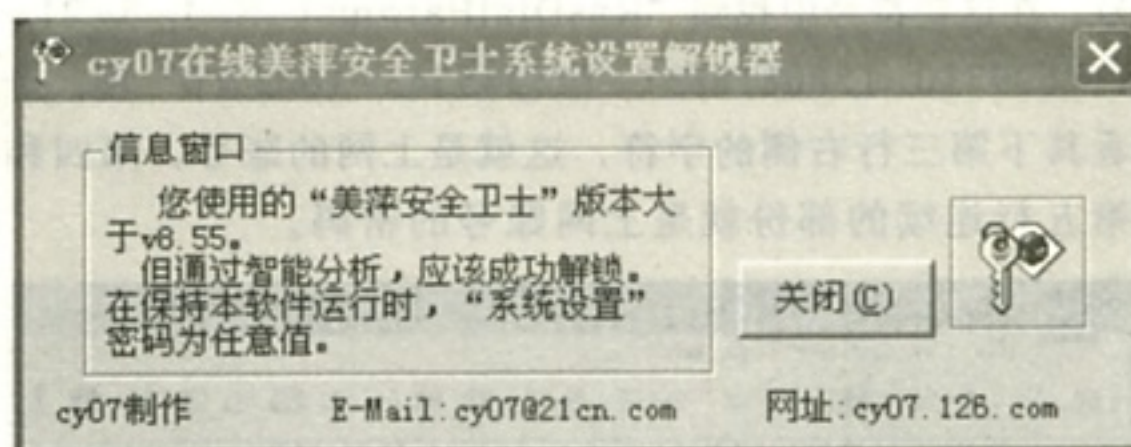 cy07在线美萍安全卫士系统设置解锁器
信息窗口
您使用的“美萍安全卫士”版本大
于v8.55。
但通过智能分析，应该成功解锁。
在保持本软件运行时，“系统设置”
密码为任意值。
关闭(C)
cy07制作 E-Mail:cy07@21cn.com 网址:cy07.126.com